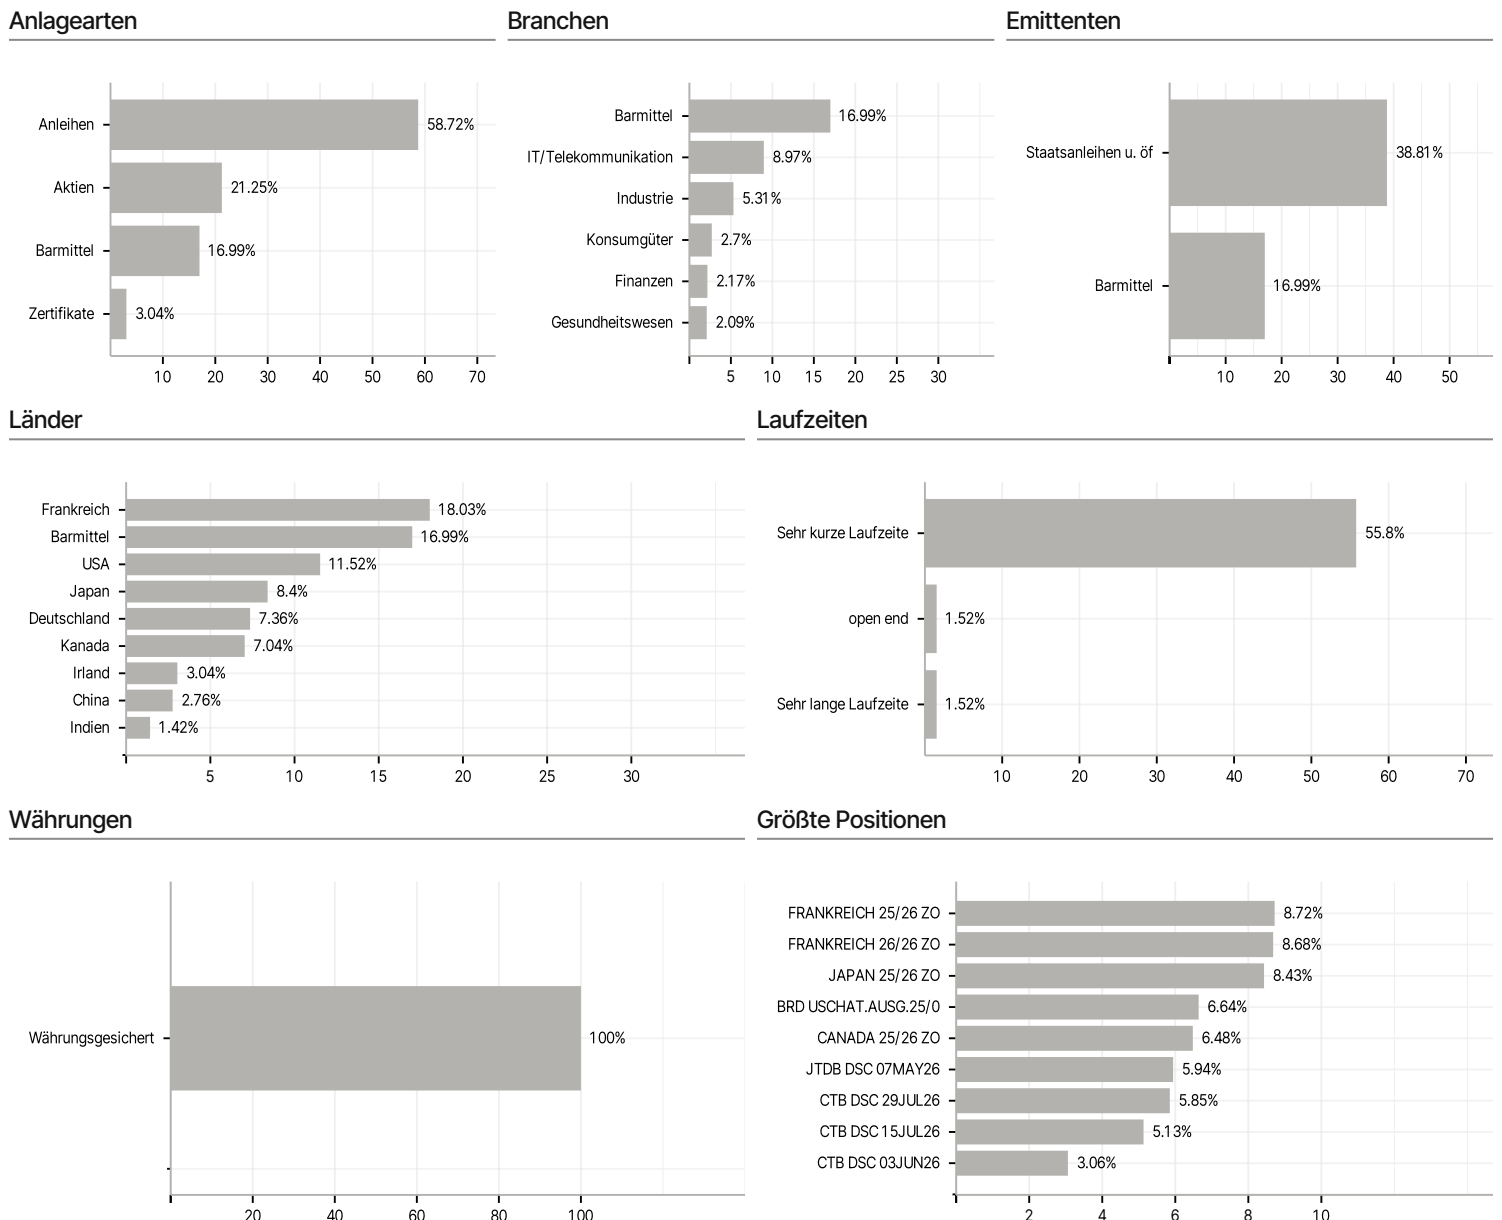 Anlagearten
Anleihen 58.72%
Aktien 21.25%
Barmittel 16.99%
Zertifikate 3.04%
10 20 30 40 50 60 70
Branchen
Barmittel 16.99%
IT/Telekommunikation 8.97%
Industrie 5.31%
Konsumgüter 2.7%
Finanzen 2.17%
Gesundheitswesen 2.09%
5 10 15 20 25 30
Emittenten
Staatsanleihen u. öf 38.81%
Barmittel 16.99%
10 20 30 40 50
Länder
Frankreich 18.03%
Barmittel 16.99%
USA 11.52%
Japan 8.4%
Deutschland 7.36%
Kanada 7.04%
Irland 3.04%
China 2.76%
Indien 1.42%
5 10 15 20 25 30
Laufzeiten
Sehr kurze Laufzeite 55.8%
open end 1.52%
Sehr lange Laufzeite 1.52%
10 20 30 40 50 60 70
Währungen
Währungsgesichert 100%
20 40 60 80 100
Größte Positionen
FRANKREICH 25/26 ZO 8.72%
FRANKREICH 26/26 ZO 8.68%
JAPAN 25/26 ZO 8.43%
BRD USCHAT.AUSG.25/0 6.64%
CANADA 25/26 ZO 6.48%
JTDB DSC 07MAY26 5.94%
CTB DSC 29JUL26 5.85%
CTB DSC 15JUL26 5.13%
CTB DSC 03JUN26 3.06%
2 4 6 8 10